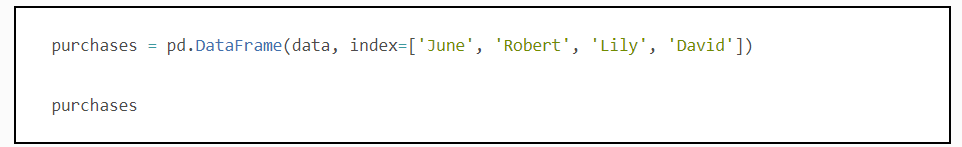 purchases = pd.DataFrame(data, index=['June', 'Robert', 'Lily', 'David'])
purchases